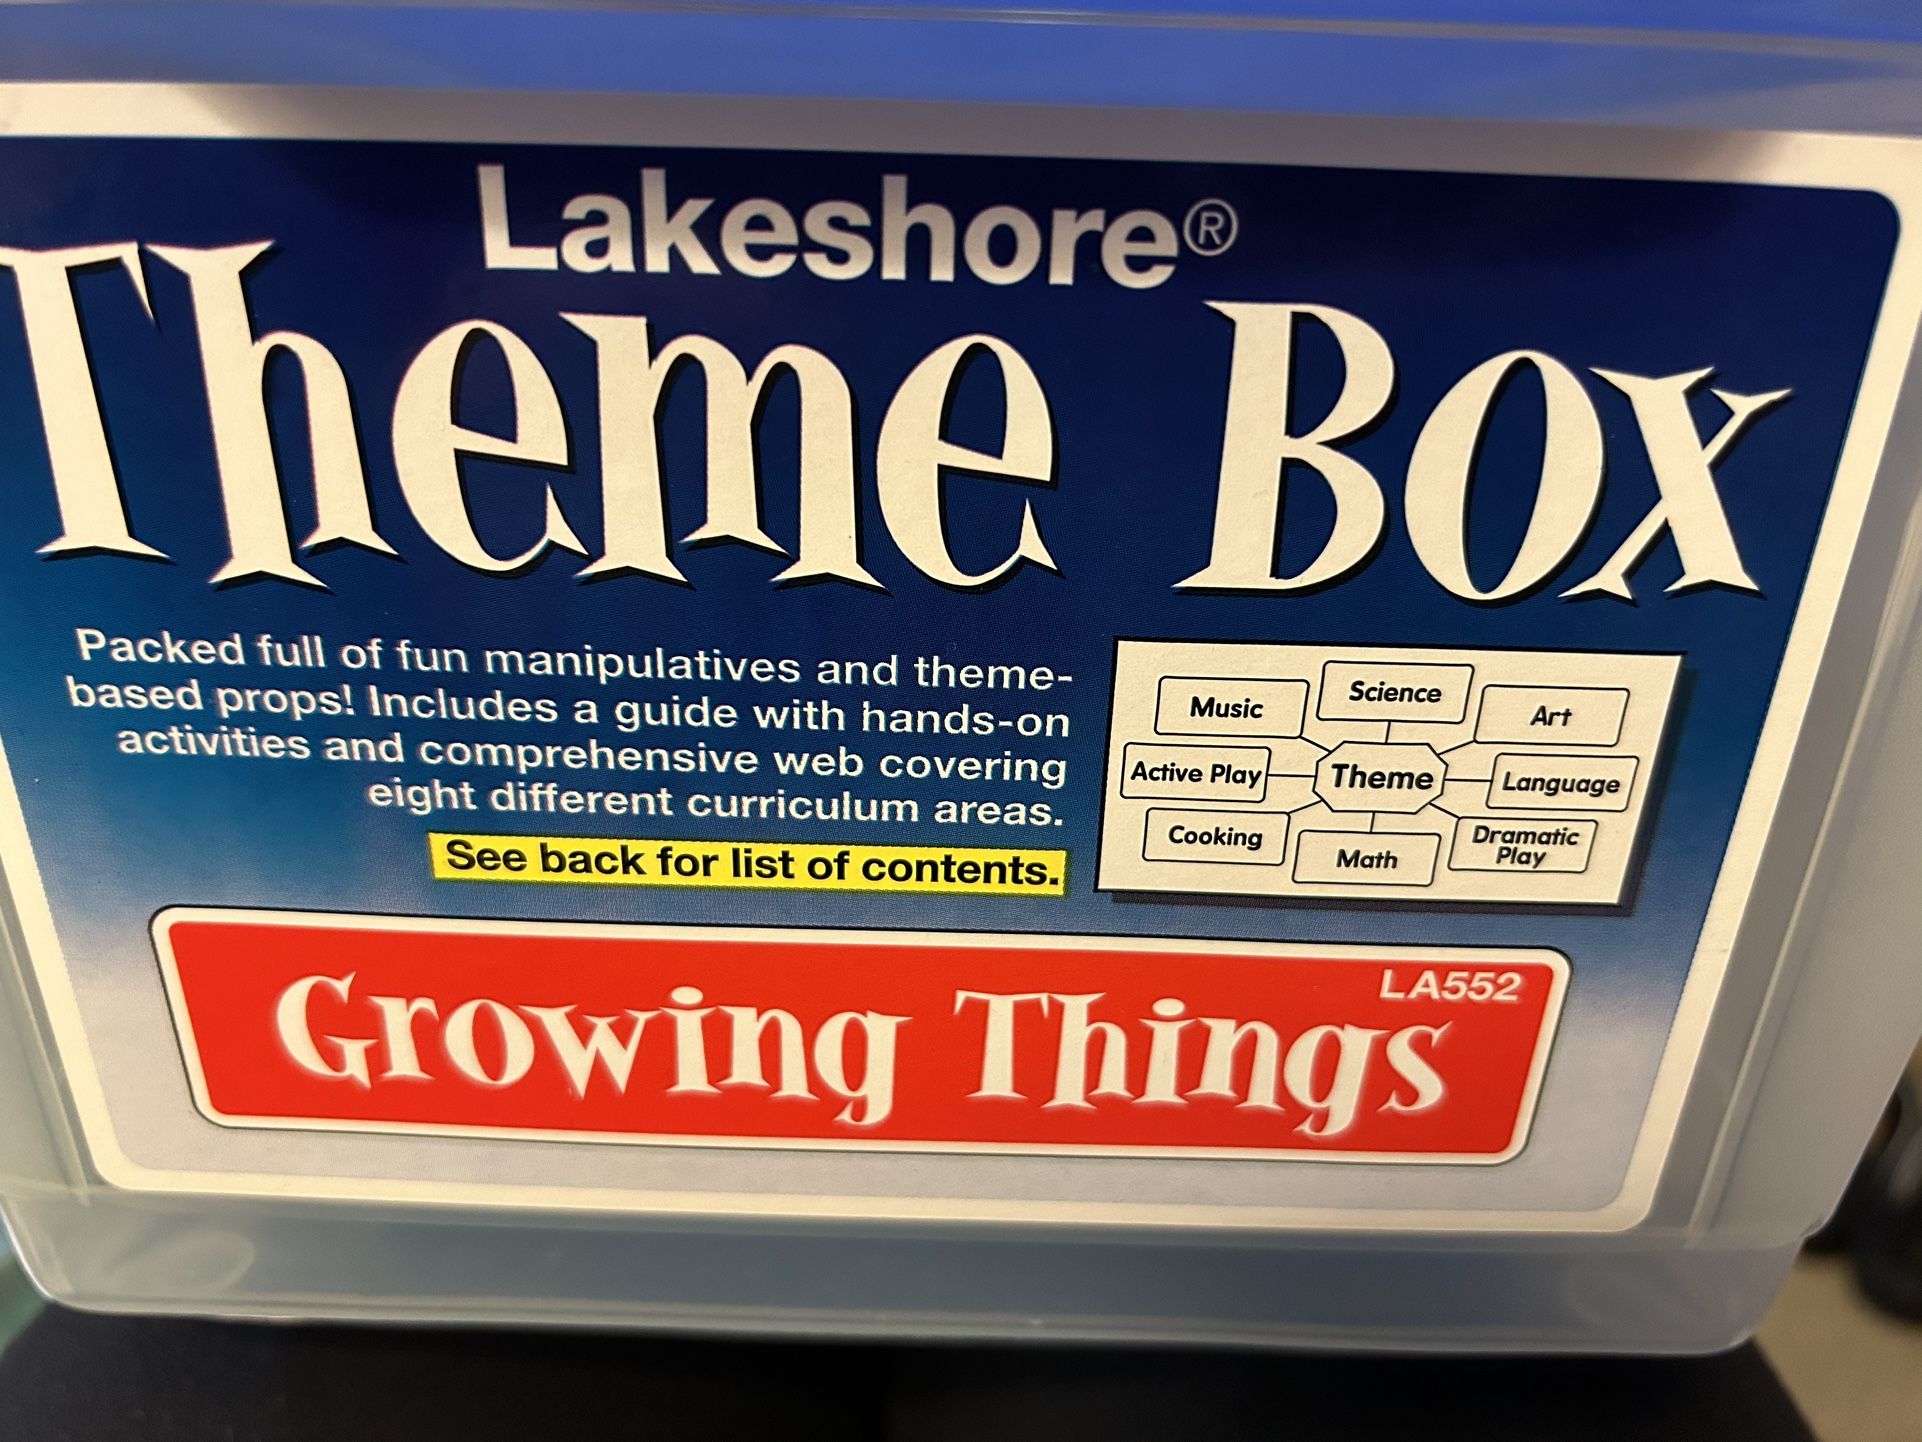 Lakeshore®
Theme Box
Packed full of fun manipulatives and theme-
based props! Includes a guide with hands-on
activities and comprehensive web covering
eight different curriculum areas.
See back for list of contents.
Music
Science
Art
Active Play
Theme
Language
Cooking
Math
Dramatic
Play
LA552
Growing Things